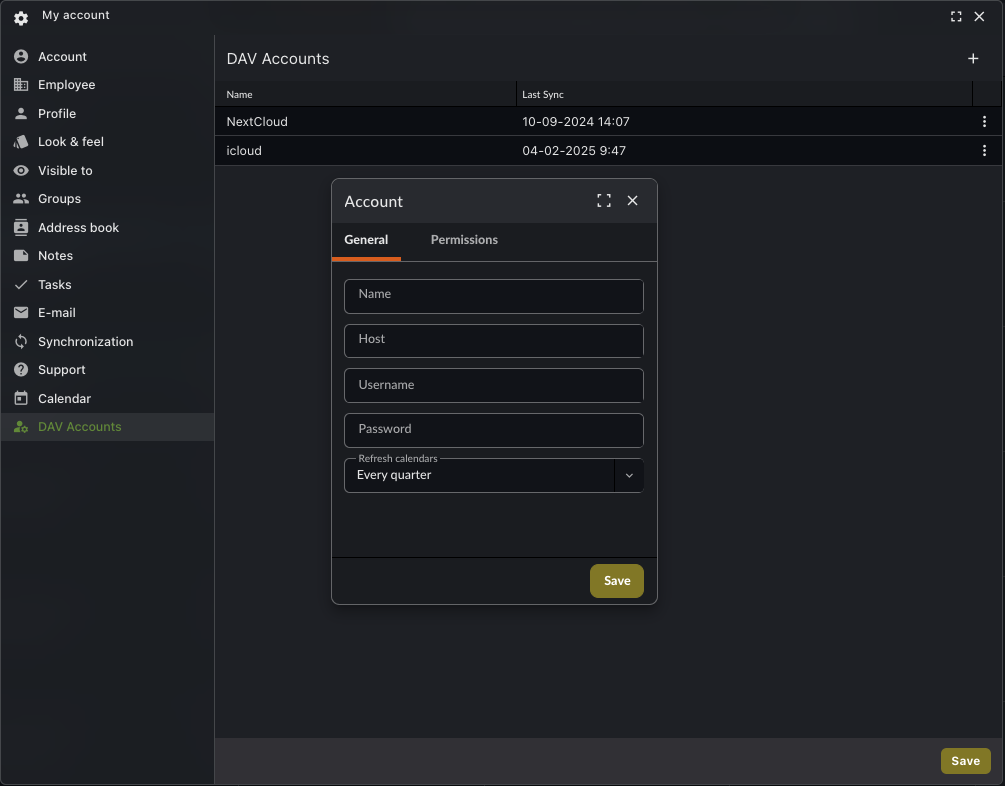 My account
Account
Employee
Profile
Look & feel
Visible to
Groups
Address book
Notes
Tasks
E-mail
Synchronization
Support
Calendar
DAV Accounts
DAV Accounts
Name Last Sync
NextCloud 10-09-2024 14:07
icloud 04-02-2025 9:47
Account
General Permissions
Name
Host
Username
Password
Refresh calendars
Every quarter
Save
Save